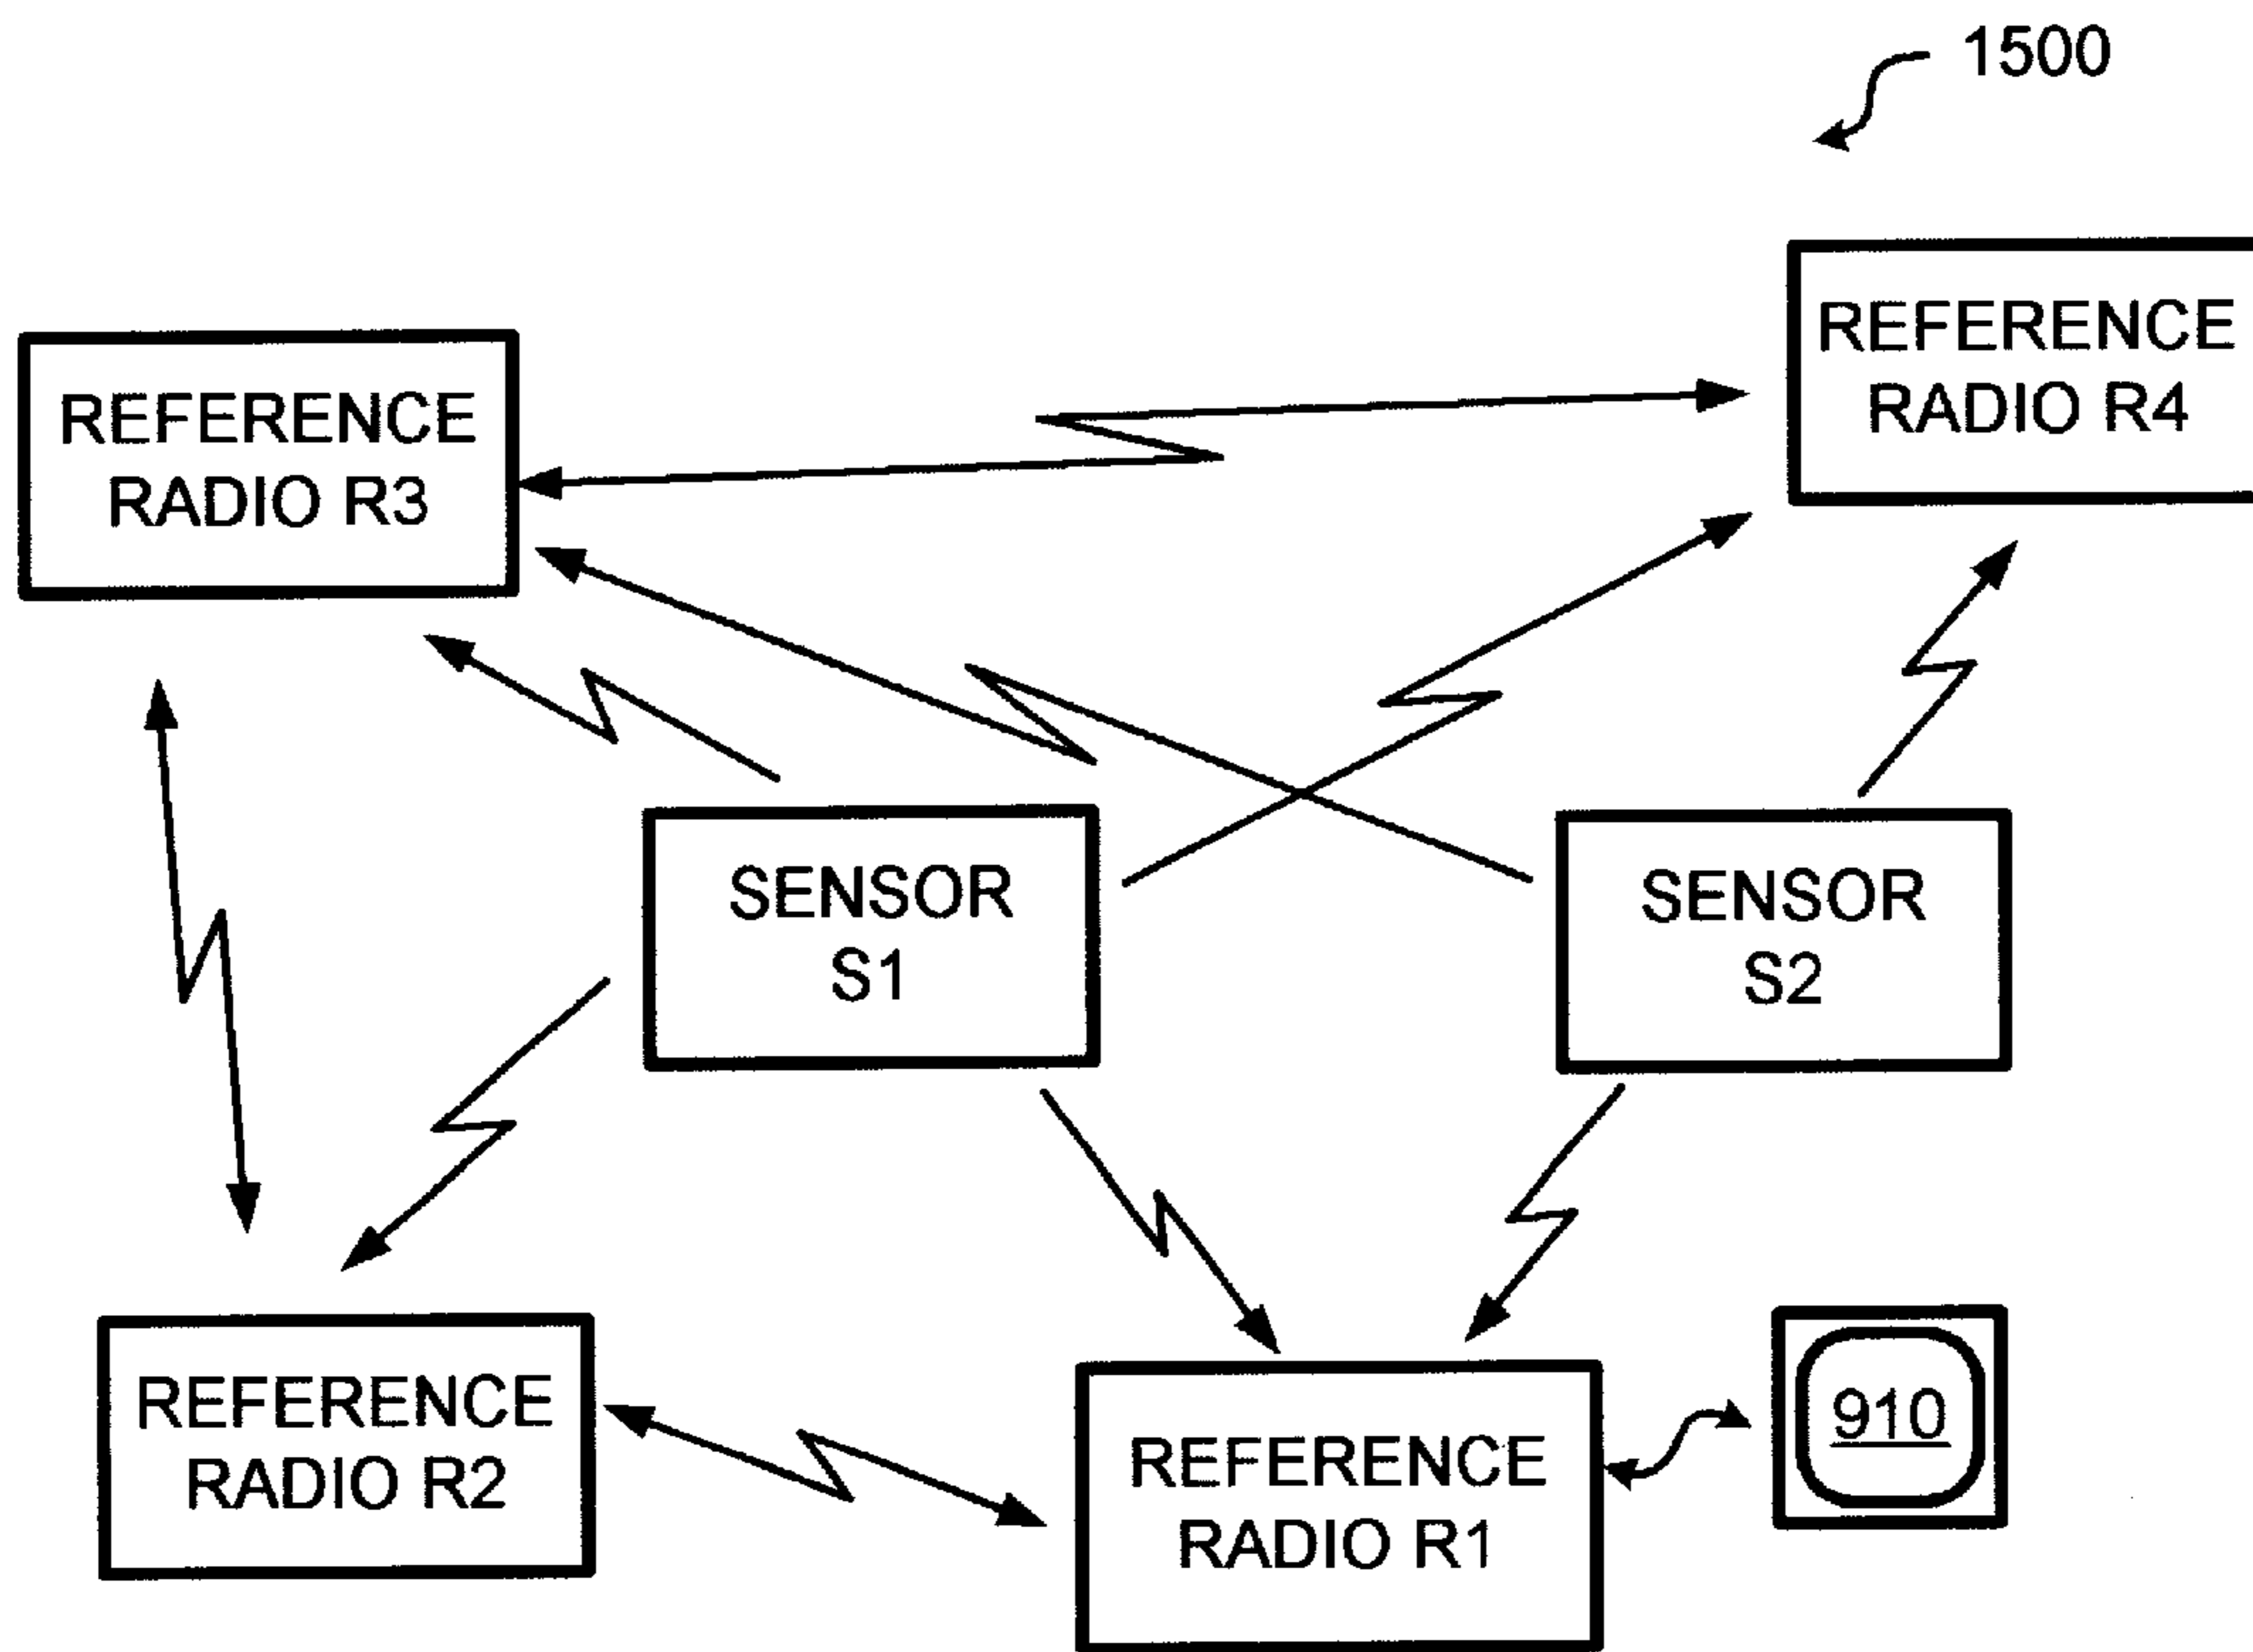 1500
REFERENCE
RADIO R4
REFERENCE
RADIO R3
SENSOR
S1
SENSOR
S2
REFERENCE
RADIO R2
REFERENCE
RADIO R1
910